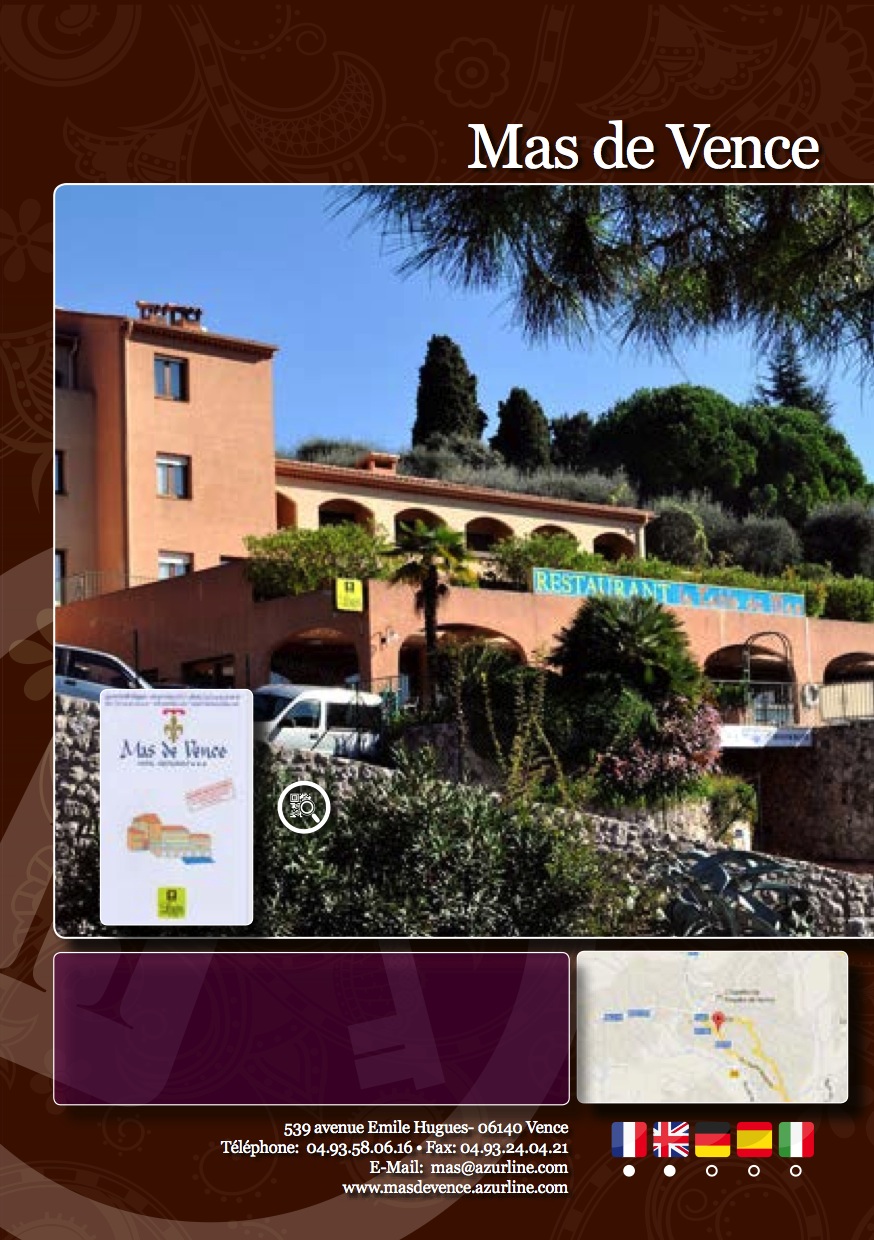 Mas de Vence
RESTAURANT
Mas de Vence
539 avenue Emile Hugues- 06140 Vence
Téléphone: 04.93.58.06.16 • Fax: 04.93.24.04.21
E-Mail: mas@azurline.com
www.masdevence.azurline.com